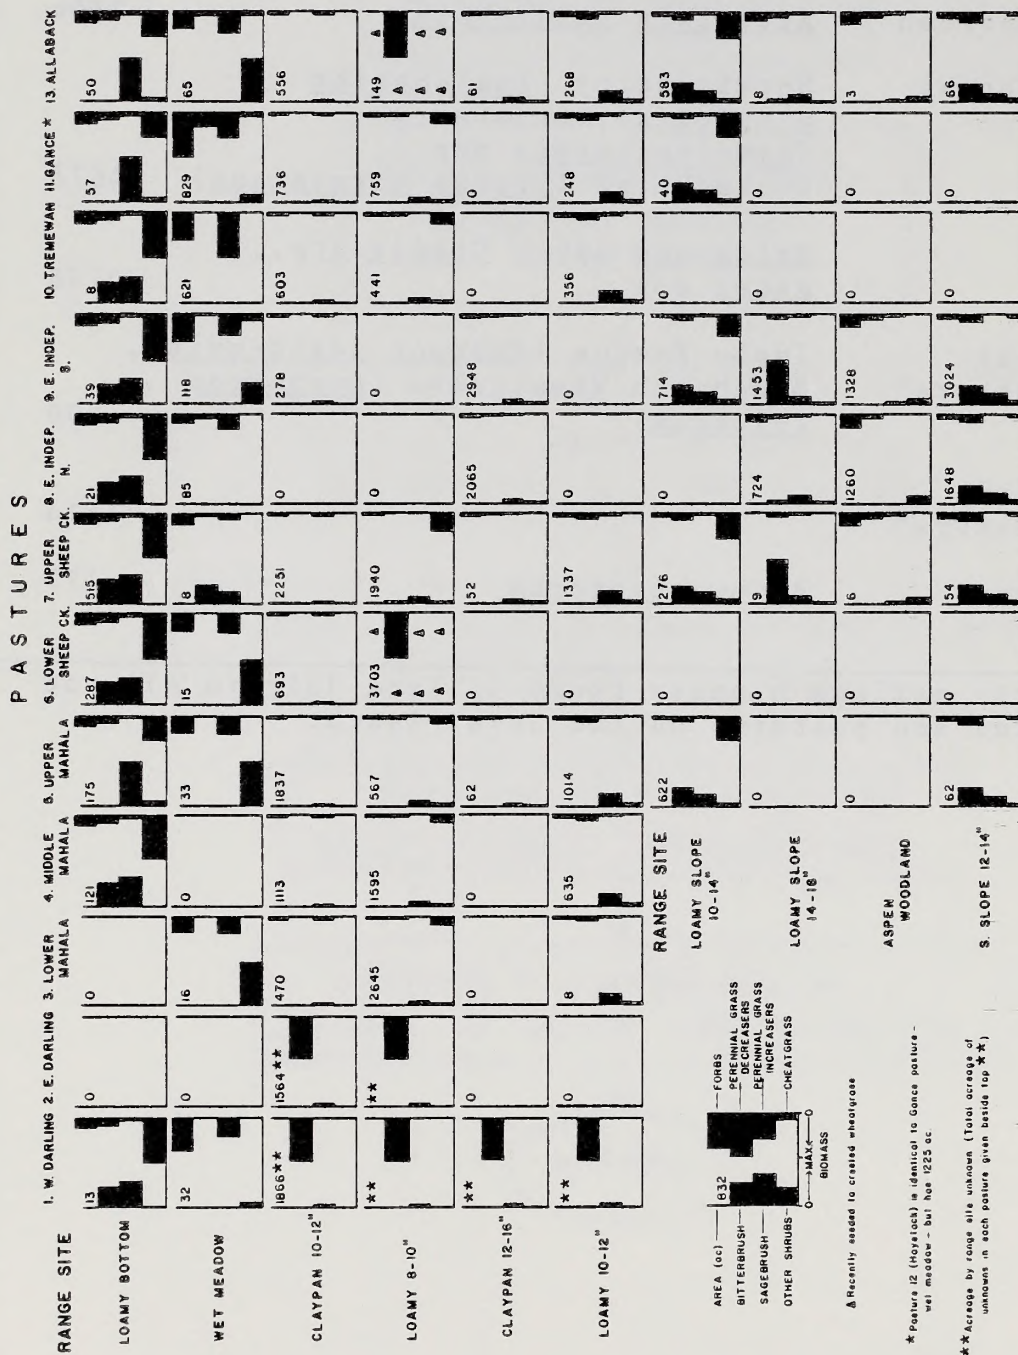 PASTURES
RANGE SITE
1. W. DARLING 2. E. DARLING 3. LOWER MAHALA 4. MIDDLE MAHALA 5. UPPER MAHALA 6. LOWER SHEEP CK. 7. UPPER SHEEP CK. 8. E. INDEP. N. 9. E. INDEP. S. 10. TREMEWAN 11. GANCE * 13. ALLABACK
LOAMY BOTTOM 13 0 0 121 175 287 515 21 39 8 57 50
WET MEADOW 32 0 16 0 33 15 8 85 118 621 829 65
CLAYPAN 10-12" 1866** 1564** 470 113 1837 693 2251 0 278 603 736 556
LOAMY 8-10" ** ** 2645 1595 567 3703 1940 0 0 441 759 149
Δ Δ Δ Δ Δ Δ
Δ Δ Δ Δ Δ Δ
CLAYPAN 12-16" ** 0 0 0 62 0 52 2065 2948 0 0 61
LOAMY 10-12" ** 0 8 635 1014 0 1337 0 0 356 248 268
RANGE SITE
LOAMY SLOPE 10-14" 622 0 276 0 714 0 40 583
LOAMY SLOPE 14-18" 0 0 9 724 1453 0 0 8
ASPEN WOODLAND 0 0 6 1260 1328 0 0 3
S. SLOPE 12-14" 62 0 54 1648 3024 0 0 66
AREA (ac)
832
BITTERBRUSH
SAGEBRUSH
OTHER SHRUBS
FORBS
PERENNIAL GRASS DECREASERS
PERENNIAL GRASS INCREASERS
CHEATGRASS
0 MAX 0
BIOMASS
Δ Recently seeded to crested wheatgrass
* Pasture 12 (Hoyelock) is identical to Gance pasture-
wet meadow - but has 1225 ac.
** Acreage by range site unknown (Total acreage of
unknowns in each pasture given beside top **)